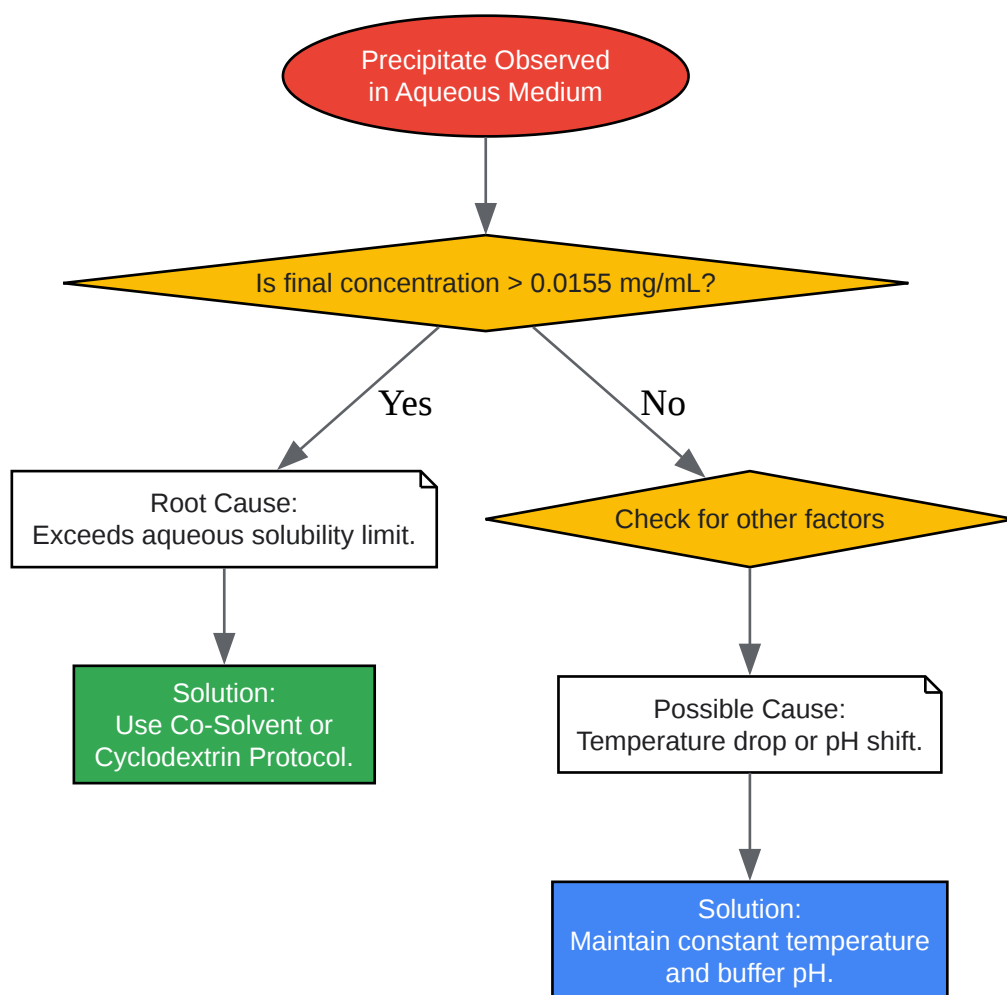 Precipitate Observed
in Aqueous Medium
Is final concentration > 0.0155 mg/mL?
Yes
No
Root Cause:
Exceeds aqueous solubility limit.
Check for other factors
Solution:
Use Co-Solvent or
Cyclodextrin Protocol.
Possible Cause:
Temperature drop or pH shift.
Solution:
Maintain constant temperature
and buffer pH.